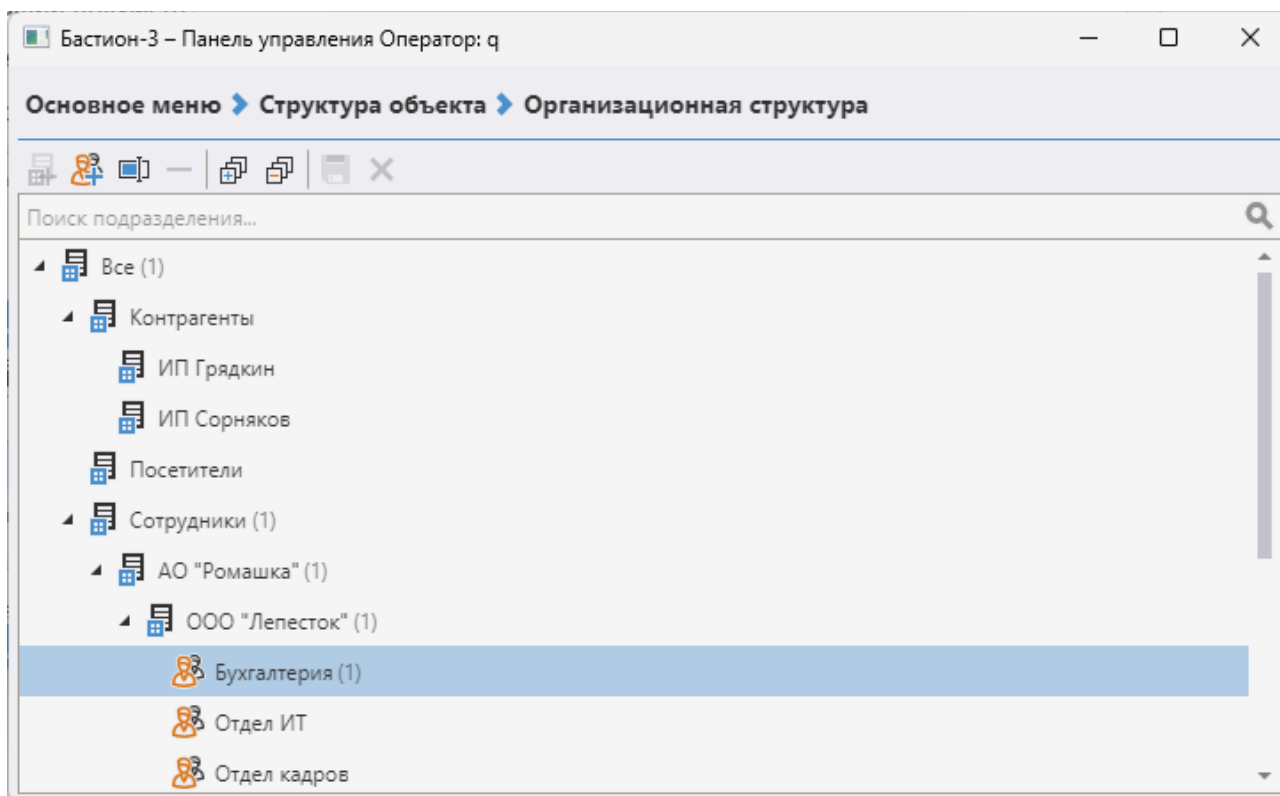 Бастион-3 – Панель управления Оператор: q
Основное меню Структура объекта Организационная структура
Поиск подразделения...
Все (1)
Контрагенты
ИП Грядкин
ИП Сорняков
Посетители
Сотрудники (1)
АО "Ромашка" (1)
ООО "Лепесток" (1)
Бухгалтерия (1)
Отдел ИТ
Отдел кадров